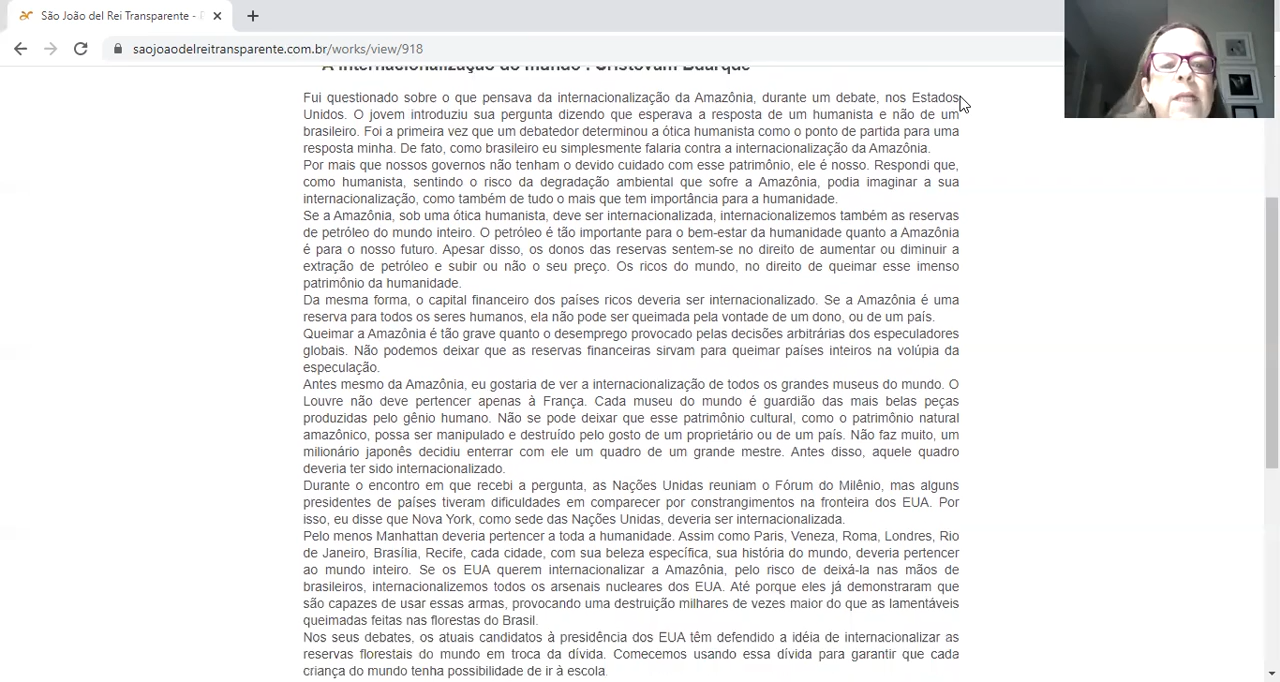 São João del Rei Transparente -
saojoaodelreitransparente.com.br/works/view/918
A internacionalização do mundo . Cristovam Buarque
Fui questionado sobre o que pensava da internacionalização da Amazônia, durante um debate, nos Estados
Unidos. O jovem introduziu sua pergunta dizendo que esperava a resposta de um humanista e não de um
brasileiro. Foi a primeira vez que um debatedor determinou a ótica humanista como o ponto de partida para uma
resposta minha. De fato, como brasileiro eu simplesmente falaria contra a internacionalização da Amazônia.
Por mais que nossos governos não tenham o devido cuidado com esse patrimônio, ele é nosso. Respondi que,
como humanista, sentindo o risco da degradação ambiental que sofre a Amazônia, podia imaginar a sua
internacionalização, como também de tudo o mais que tem importância para a humanidade.
Se a Amazônia, sob uma ótica humanista, deve ser internacionalizada, internacionalizemos também as reservas
de petróleo do mundo inteiro. O petróleo é tão importante para o bem-estar da humanidade quanto a Amazônia
é para o nosso futuro. Apesar disso, os donos das reservas sentem-se no direito de aumentar ou diminuir a
extração de petróleo e subir ou não o seu preço. Os ricos do mundo, no direito de queimar esse imenso
patrimônio da humanidade.
Da mesma forma, o capital financeiro dos países ricos deveria ser internacionalizado. Se a Amazônia é uma
reserva para todos os seres humanos, ela não pode ser queimada pela vontade de um dono, ou de um país.
Queimar a Amazônia é tão grave quanto o desemprego provocado pelas decisões arbitrárias dos especuladores
globais. Não podemos deixar que as reservas financeiras sirvam para queimar países inteiros na volúpia da
especulação.
Antes mesmo da Amazônia, eu gostaria de ver a internacionalização de todos os grandes museus do mundo. O
Louvre não deve pertencer apenas à França. Cada museu do mundo é guardião das mais belas peças
produzidas pelo gênio humano. Não se pode deixar que esse patrimônio cultural, como o patrimônio natural
amazônico, possa ser manipulado e destruído pelo gosto de um proprietário ou de um país. Não faz muito, um
milionário japonês decidiu enterrar com ele um quadro de um grande mestre. Antes disso, aquele quadro
deveria ter sido internacionalizado.
Durante o encontro em que recebi a pergunta, as Nações Unidas reuniam o Fórum do Milênio, mas alguns
presidentes de países tiveram dificuldades em comparecer por constrangimentos na fronteira dos EUA. Por
isso, eu disse que Nova York, como sede das Nações Unidas, deveria ser internacionalizada.
Pelo menos Manhattan deveria pertencer a toda a humanidade. Assim como Paris, Veneza, Roma, Londres, Rio
de Janeiro, Brasília, Recife, cada cidade, com sua beleza específica, sua história do mundo, deveria pertencer
ao mundo inteiro. Se os EUA querem internacionalizar a Amazônia, pelo risco de deixá-la nas mãos de
brasileiros, internacionalizemos todos os arsenais nucleares dos EUA. Até porque eles já demonstraram que
são capazes de usar essas armas, provocando uma destruição milhares de vezes maior do que as lamentáveis
queimadas feitas nas florestas do Brasil.
Nos seus debates, os atuais candidatos à presidência dos EUA têm defendido a idéia de internacionalizar as
reservas florestais do mundo em troca da dívida. Comecemos usando essa dívida para garantir que cada
criança do mundo tenha possibilidade de ir à escola.